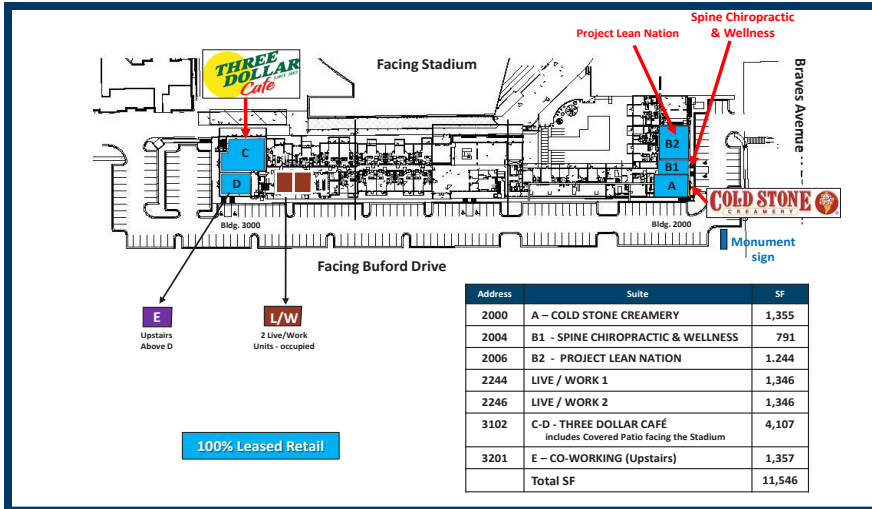 Spine Chiropractic
& Wellness
Project Lean Nation
Facing Stadium
THREE
DOLLAR
Cafe
Braves Avenue
C
D
B2
B1
A
COLD STONE
CREAMERY
Bldg. 3000
Bldg. 2000
Monument
sign
Facing Buford Drive
E
Upstairs
Above D
L/W
2 Live/Work
Units - occupied
100% Leased Retail
Address Suite SF
2000 A – COLD STONE CREAMERY 1,355
2004 B1 - SPINE CHIROPRACTIC & WELLNESS 791
2006 B2 - PROJECT LEAN NATION 1.244
2244 LIVE / WORK 1 1,346
2246 LIVE / WORK 2 1,346
3102 C-D - THREE DOLLAR CAFÉ 4,107
includes Covered Patio facing the Stadium
3201 E – CO-WORKING (Upstairs) 1,357
Total SF 11,546